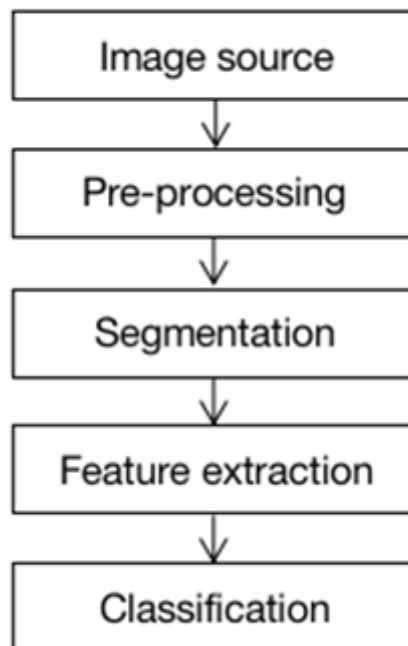 Image source
Pre-processing
Segmentation
Feature extraction
Classification